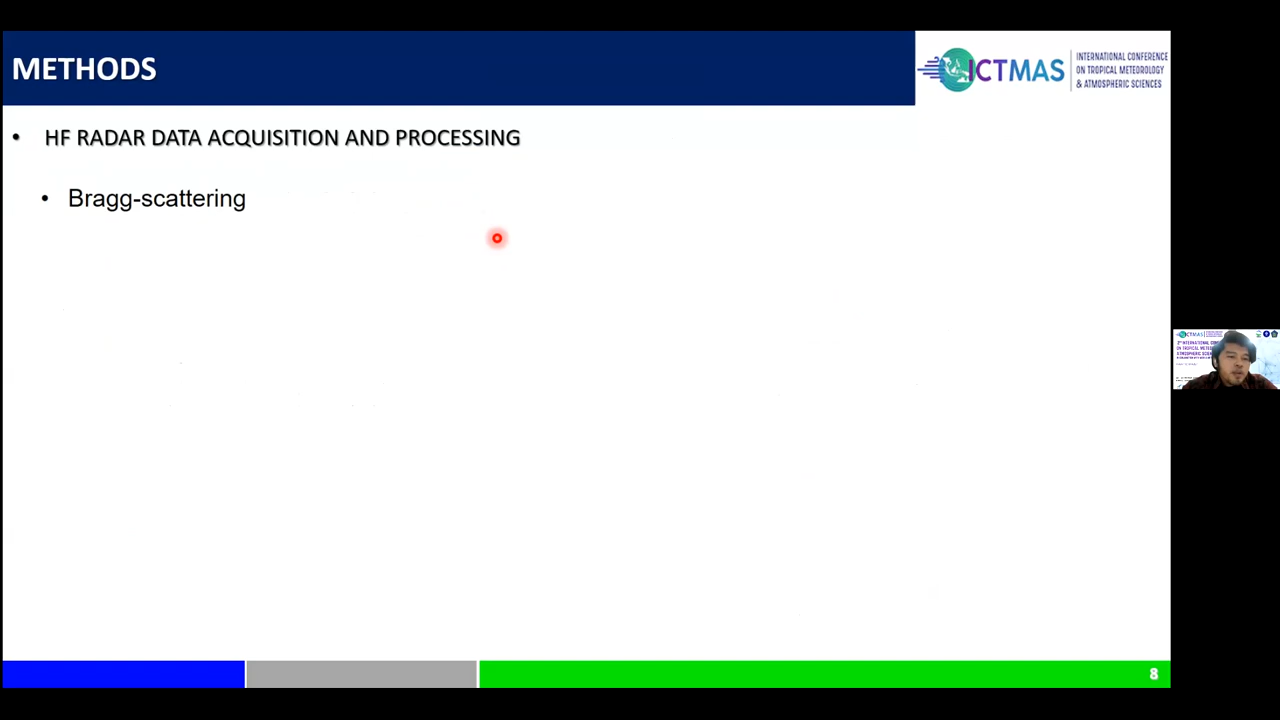 METHODS
ICTMAS
INTERNATIONAL CONFERENCE
ON TROPICAL METEOROLOGY
& ATMOSPHERIC SCIENCES
• HF RADAR DATA ACQUISITION AND PROCESSING
• Bragg-scattering
8